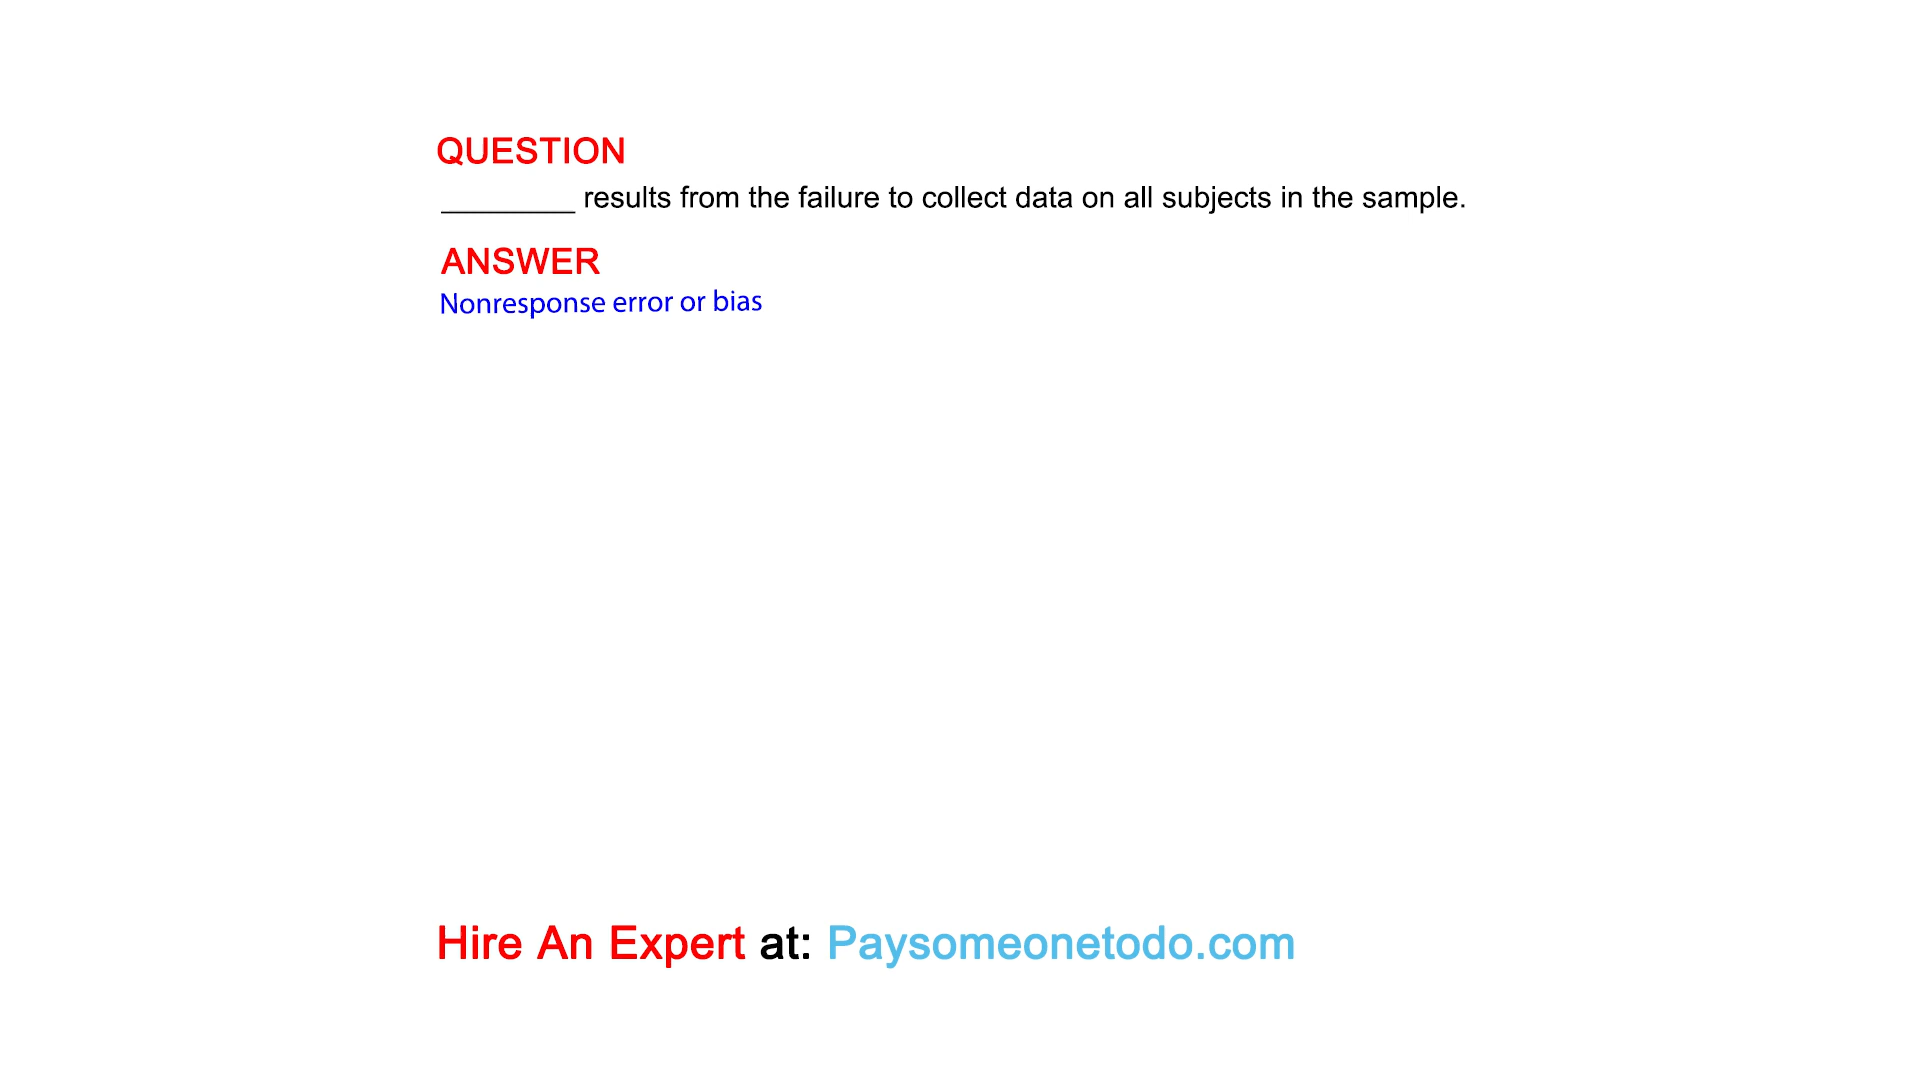 QUESTION
________ results from the failure to collect data on all subjects in the sample.
ANSWER
Nonresponse error or bias
Hire An Expert at: Paysomeonetodo.com